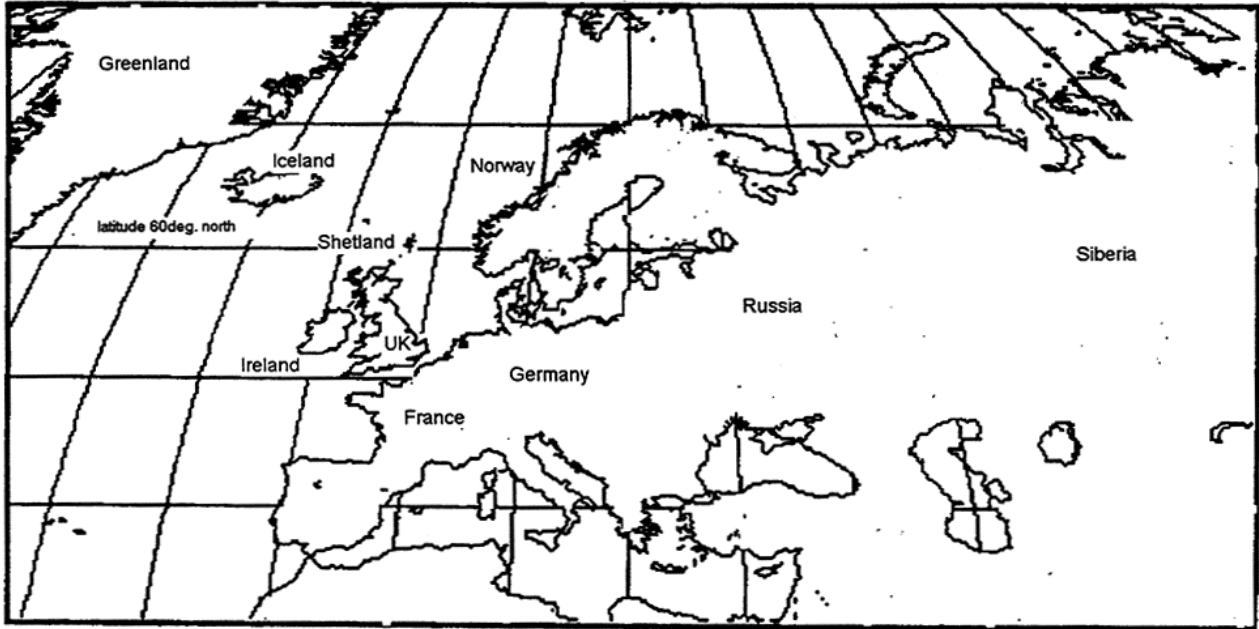 Greenland
Iceland
Norway
latitude 60deg. north
Shetland
Siberia
Russia
UK
Ireland
Germany
France